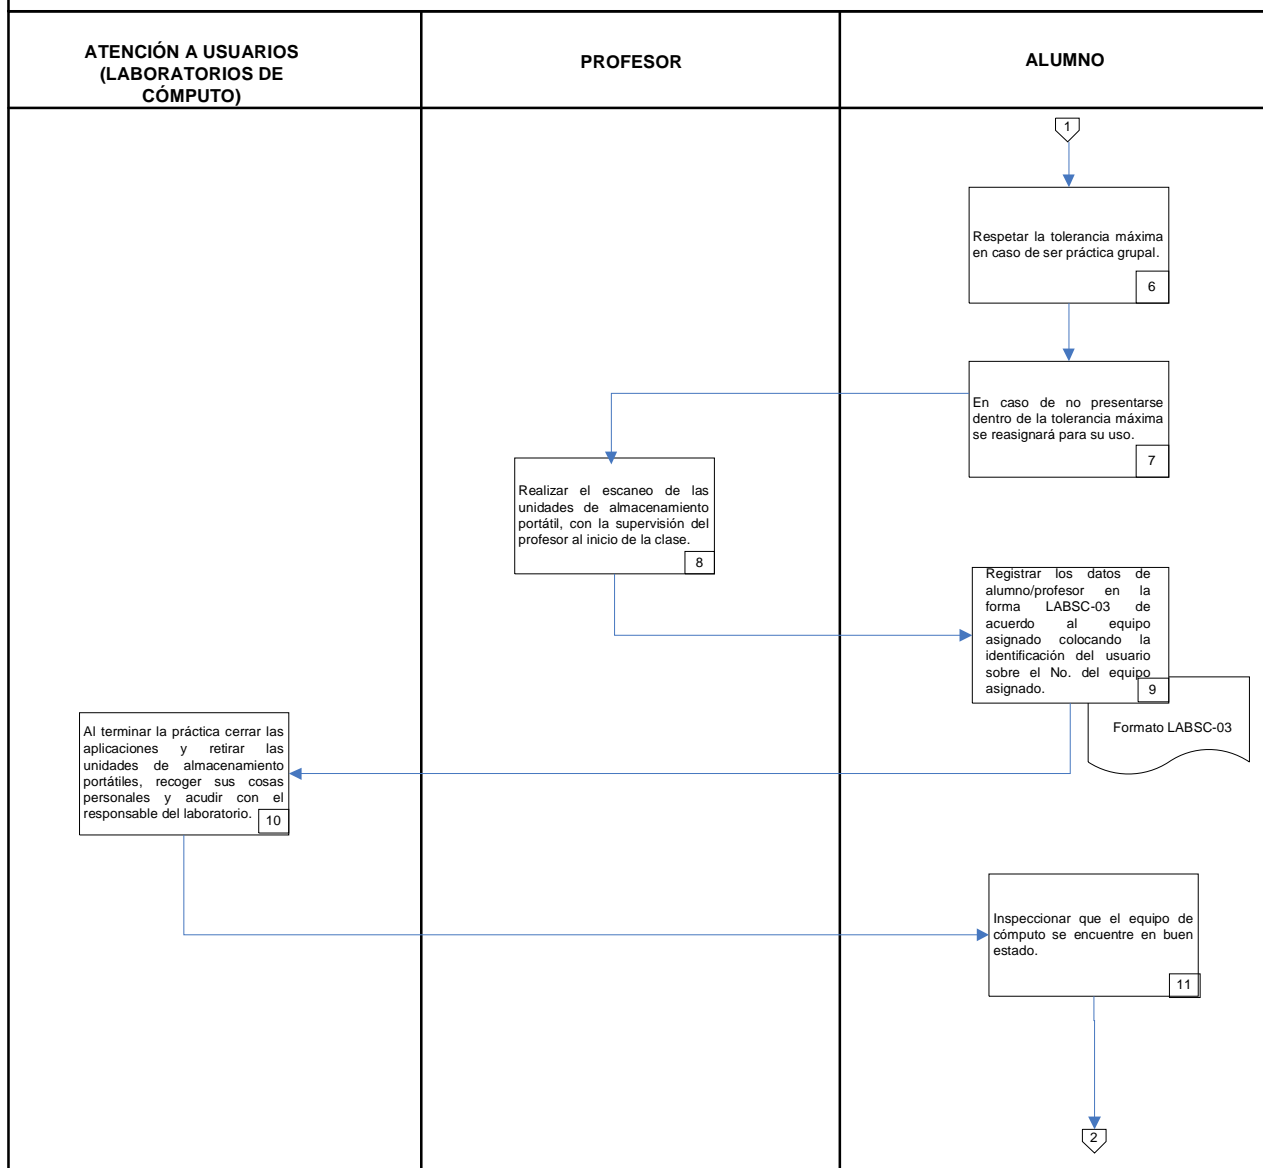 ATENCIÓN A USUARIOS
(LABORATORIOS DE
CÓMPUTO)
PROFESOR
ALUMNO
1
Respetar la tolerancia máxima
en caso de ser práctica grupal.
6
En caso de no presentarse
dentro de la tolerancia máxima
se reasignará para su uso.
7
Realizar el escaneo de las
unidades de almacenamiento
portátil, con la supervisión del
profesor al inicio de la clase.
8
Registrar los datos de
alumno/profesor en la
forma LABSC-03 de
acuerdo al equipo
asignado colocando la
identificación del usuario
sobre el No. del equipo
asignado.
9
Formato LABSC-03
Al terminar la práctica cerrar las
aplicaciones y retirar las
unidades de almacenamiento
portátiles, recoger sus cosas
personales y acudir con el
responsable del laboratorio.
10
Inspeccionar que el equipo de
cómputo se encuentre en buen
estado.
11
2